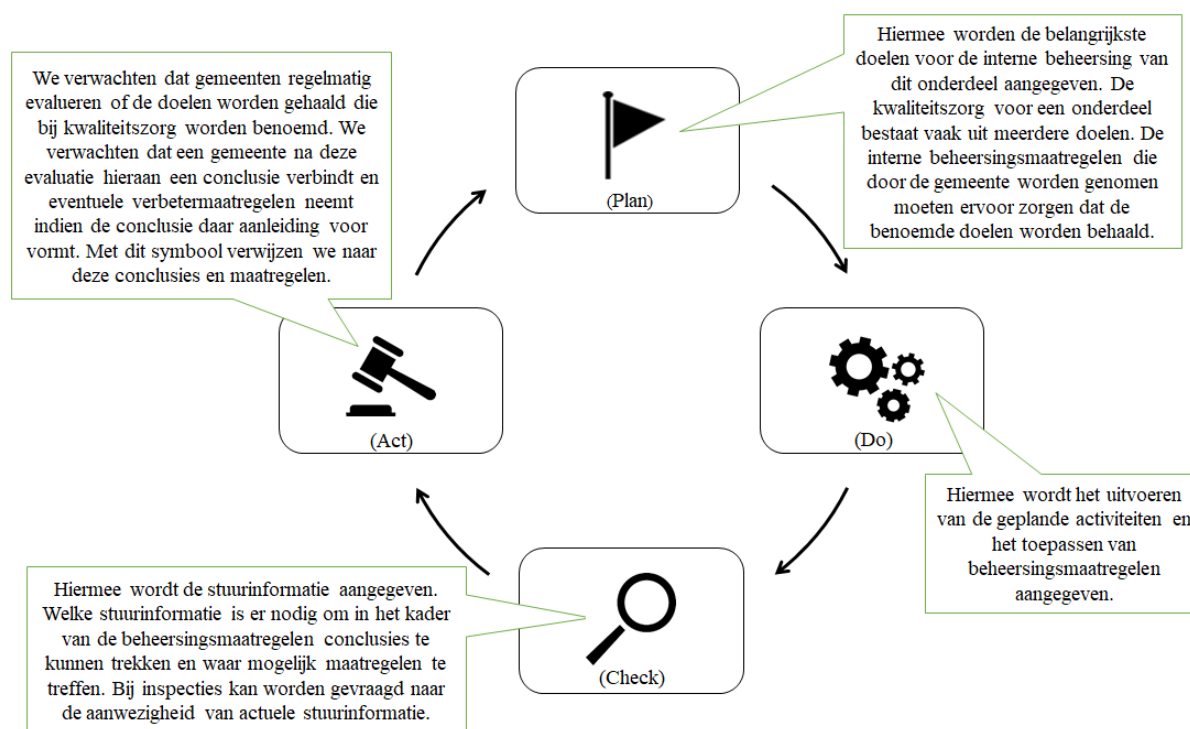 We verwachten dat gemeenten regelmatig
evalueren of de doelen worden gehaald die
bij kwaliteitszorg worden benoemd. We
verwachten dat een gemeente na deze
evaluatie hieraan een conclusie verbindt en
eventuele verbetermaatregelen neemt
indien de conclusie daar aanleiding voor
vormt. Met dit symbool verwijzen we naar
deze conclusies en maatregelen.
(Plan)
Hiermee worden de belangrijkste
doelen voor de interne beheersing van
dit onderdeel aangegeven. De
kwaliteitszorg voor een onderdeel
bestaat vaak uit meerdere doelen. De
interne beheersingsmaatregelen die
door de gemeente worden genomen
moeten ervoor zorgen dat de
benoemde doelen worden behaald.
(Act)
(Do)
Hiermee wordt het uitvoeren
van de geplande activiteiten en
het toepassen van
beheersingsmaatregelen
aangegeven.
Hiermee wordt de stuurinformatie aangegeven.
Welke stuurinformatie is er nodig om in het kader
van de beheersingsmaatregelen conclusies te
kunnen trekken en waar mogelijk maatregelen te
treffen. Bij inspecties kan worden gevraagd naar
de aanwezigheid van actuele stuurinformatie.
(Check)